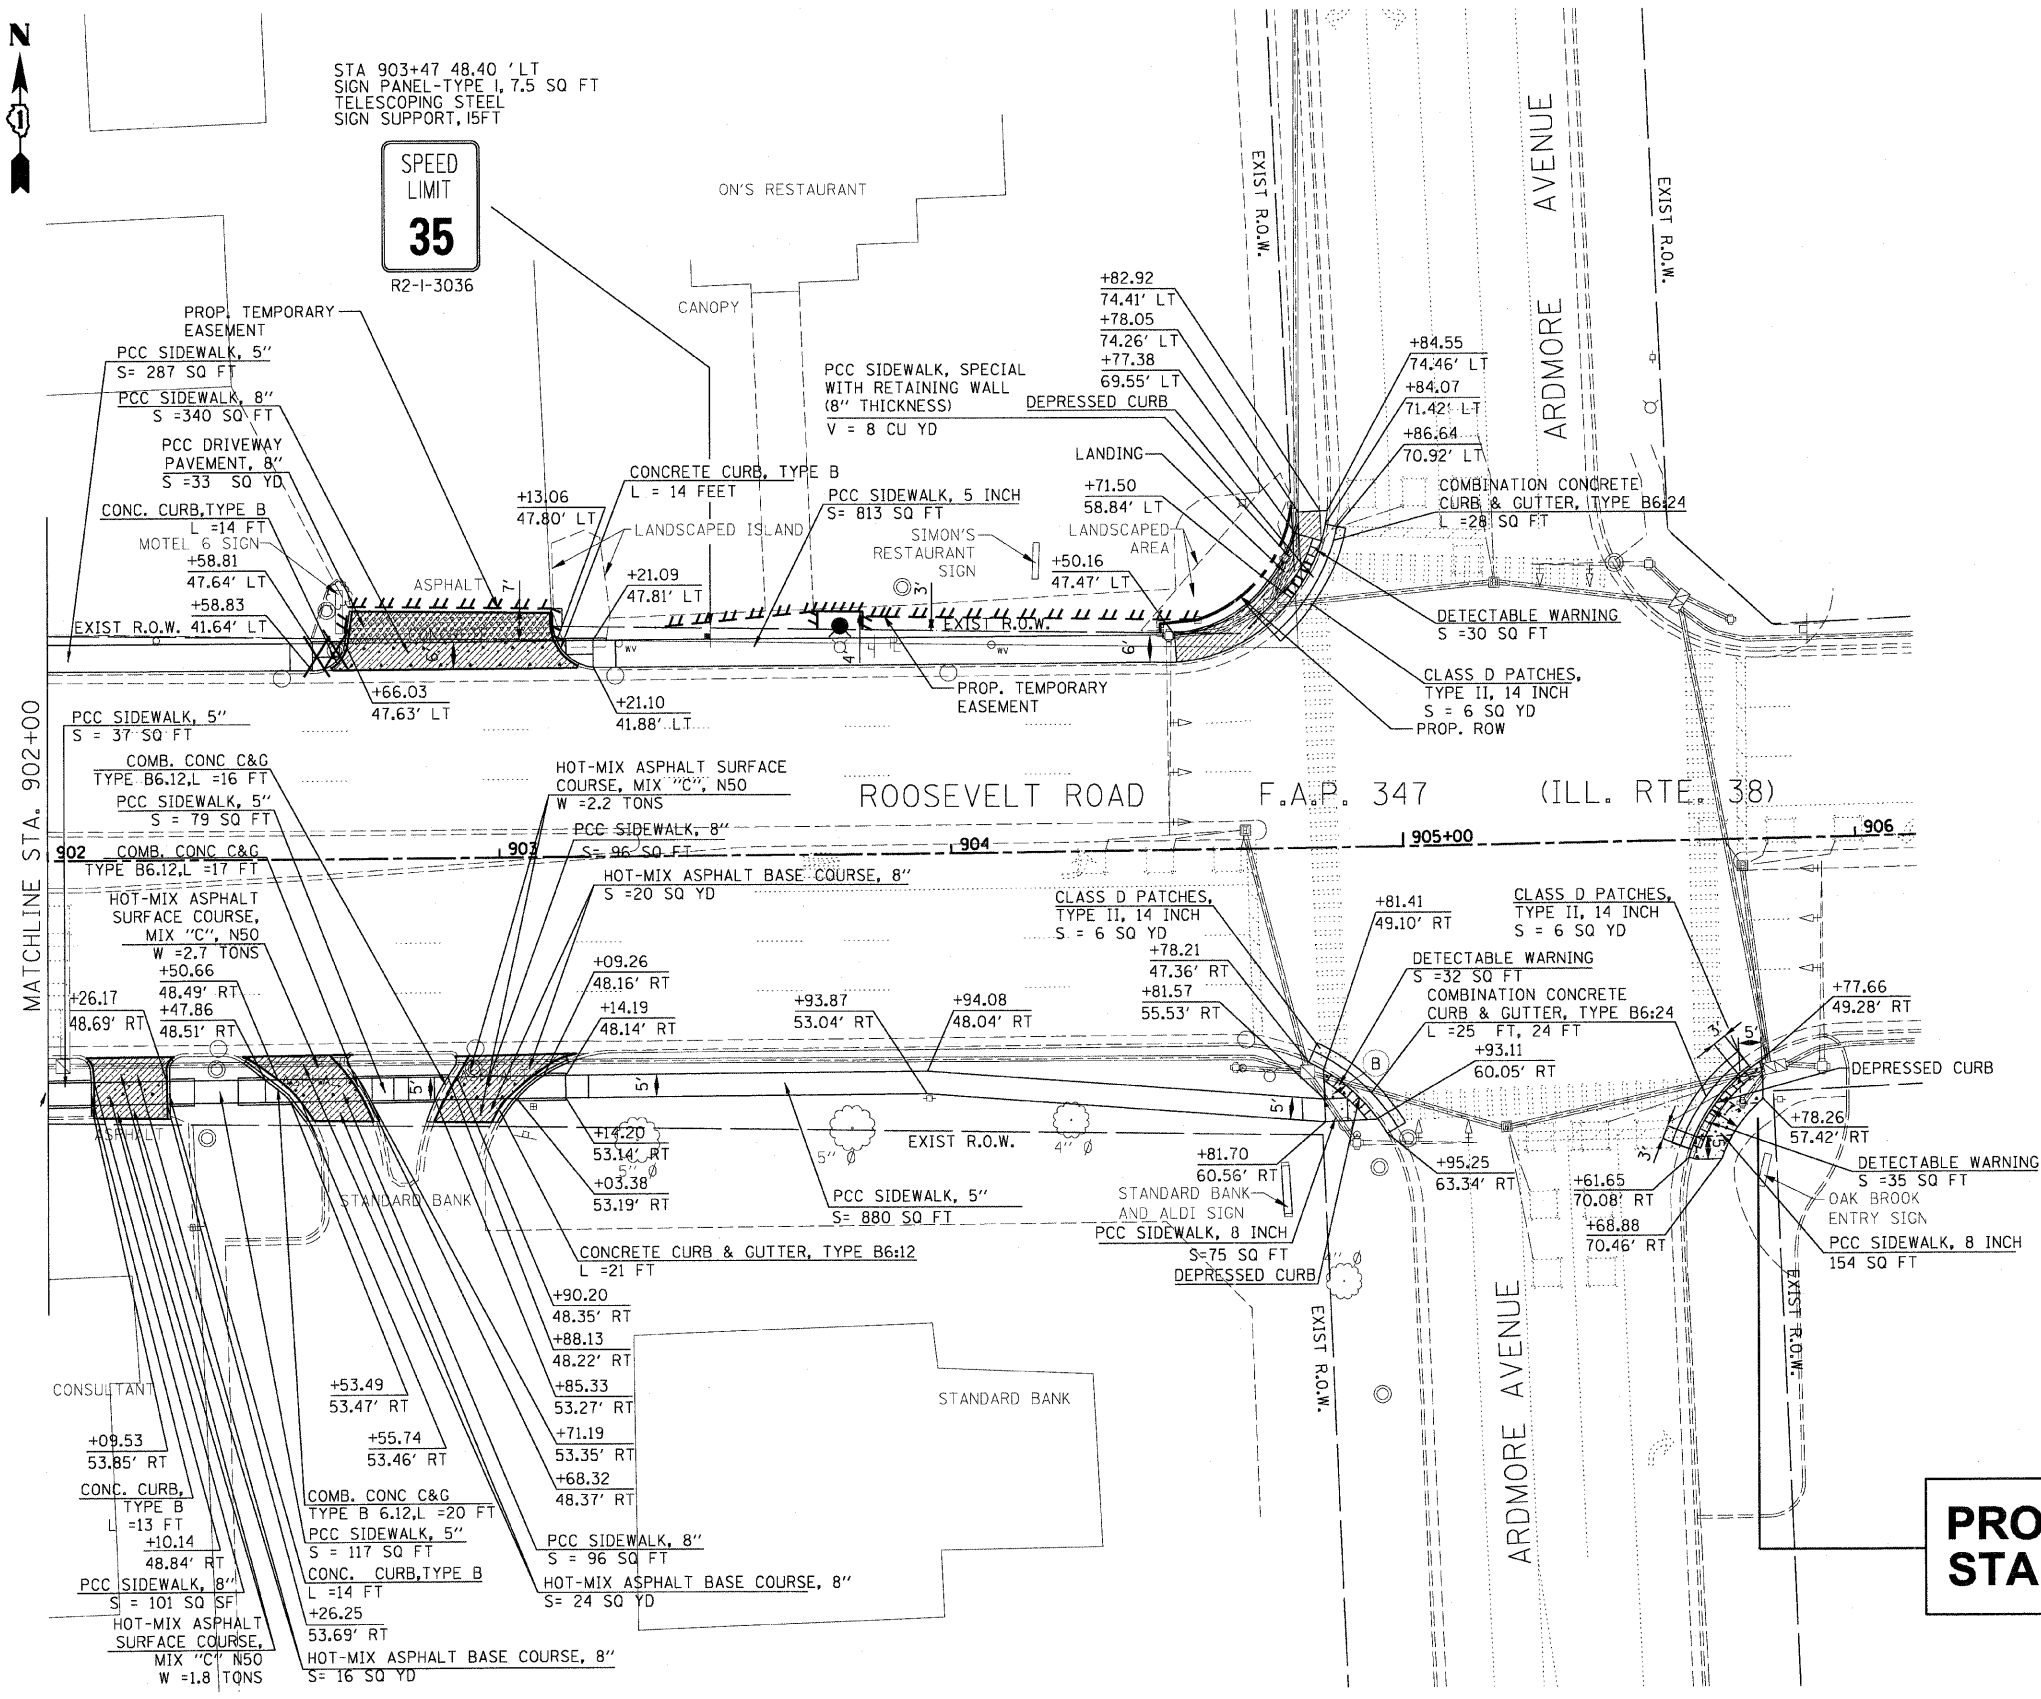 N
1
STA 903+47 48.40 'LT
SIGN PANEL-TYPE I, 7.5 SQ FT
TELESCOPING STEEL
SIGN SUPPORT, 15FT
SPEED
LIMIT
35
R2-1-3036
ON'S RESTAURANT
CANOPY
EXIST R.O.W.
ARDMORE AVENUE
EXIST R.O.W.
PROP. TEMPORARY
EASEMENT
PCC SIDEWALK, 5"
S= 287 SQ FT
PCC SIDEWALK, 8"
S =340 SQ FT
PCC DRIVEWAY
PAVEMENT, 8"
S =33 SQ YD
CONC. CURB,TYPE B
L =14 FT
MOTEL 6 SIGN
+58.81
47.64' LT
+58.83
EXIST R.O.W. 41.64' LT
ASPHALT
7'
6'
+13.06
47.80' LT
CONCRETE CURB, TYPE B
L = 14 FEET
LANDSCAPED ISLAND
+21.09
47.81' LT
WV
+66.03
47.63' LT
+21.10
41.88' LT
PCC SIDEWALK, SPECIAL
WITH RETAINING WALL
(8" THICKNESS)
V = 8 CU YD
PCC SIDEWALK, 5 INCH
S= 813 SQ FT
SIMON'S
RESTAURANT
SIGN
3'
EXIST R.O.W.
4'
WV
6'
PROP. TEMPORARY
EASEMENT
+82.92
74.41' LT
+78.05
74.26' LT
+77.38
69.55' LT
DEPRESSED CURB
LANDING
+71.50
58.84' LT
LANDSCAPED
AREA
+50.16
47.47' LT
+84.55
74.46' LT
+84.07
71.42' LT
+86.64
70.92' LT
COMBINATION CONCRETE
CURB & GUTTER, TYPE B6:24
L =28 SQ FT
DETECTABLE WARNING
S =30 SQ FT
CLASS D PATCHES,
TYPE II, 14 INCH
S = 6 SQ YD
PROP. ROW
MATCHLINE STA. 902+00
PCC SIDEWALK, 5"
S = 37 SQ FT
COMB. CONC C&G
TYPE B6.12,L =16 FT
PCC SIDEWALK, 5"
S = 79 SQ FT
902
COMB. CONC C&G
TYPE B6.12,L =17 FT
HOT-MIX ASPHALT
SURFACE COURSE,
MIX "C", N50
W =2.7 TONS
HOT-MIX ASPHALT SURFACE
COURSE, MIX "C", N50
W =2.2 TONS
903
PCC SIDEWALK, 8"
S= 96 SQ FT
HOT-MIX ASPHALT BASE COURSE, 8"
S =20 SQ YD
ROOSEVELT ROAD F.A.P. 347 (ILL. RTE. 38)
904
905+00
906
+50.66
48.49' RT
+26.17
48.69' RT
+47.86
48.51' RT
+09.26
48.16' RT
+14.19
48.14' RT
+93.87
53.04' RT
+94.08
48.04' RT
CLASS D PATCHES,
TYPE II, 14 INCH
S = 6 SQ YD
+78.21
47.36' RT
+81.57
55.53' RT
+81.41
49.10' RT
DETECTABLE WARNING
S =32 SQ FT
COMBINATION CONCRETE
CURB & GUTTER, TYPE B6:24
L =25 FT, 24 FT
CLASS D PATCHES,
TYPE II, 14 INCH
S = 6 SQ YD
+77.66
49.28' RT
3'
5'
B
+93.11
60.05' RT
DEPRESSED CURB
5'
5'
5'
ASPHALT
EXIST R.O.W.
5" Ø
5" Ø
4" Ø
+14.20
53.14' RT
+03.38
53.19' RT
STANDARD BANK
PCC SIDEWALK, 5"
S= 880 SQ FT
+81.70
60.56' RT
STANDARD BANK
AND ALDI SIGN
PCC SIDEWALK, 8 INCH
S=75 SQ FT
DEPRESSED CURB
+95.25
63.34' RT
3'
5'
+61.65
70.08' RT
+68.88
70.46' RT
+78.26
57.42' RT
DETECTABLE WARNING
S =35 SQ FT
OAK BROOK
ENTRY SIGN
PCC SIDEWALK, 8 INCH
154 SQ FT
CONCRETE CURB & GUTTER, TYPE B6:12
L =21 FT
+90.20
48.35' RT
+88.13
48.22' RT
+85.33
53.27' RT
+71.19
53.35' RT
+68.32
48.37' RT
EXIST R.O.W.
ARDMORE AVENUE
EXIST R.O.W.
CONSULTANT
STANDARD BANK
+53.49
53.47' RT
+55.74
53.46' RT
+09.53
53.85' RT
CONC. CURB,
TYPE B
L =13 FT
+10.14
48.84' RT
PCC SIDEWALK, 8"
S = 101 SQ SF
HOT-MIX ASPHALT
SURFACE COURSE,
MIX "C" N50
W =1.8 TONS
COMB. CONC C&G
TYPE B 6.12,L =20 FT
PCC SIDEWALK, 5"
S = 117 SQ FT
CONC. CURB,TYPE B
L =14 FT
+26.25
53.69' RT
HOT-MIX ASPHALT BASE COURSE, 8"
S= 16 SQ YD
PCC SIDEWALK, 8"
S = 96 SQ FT
HOT-MIX ASPHALT BASE COURSE, 8"
S= 24 SQ YD
PRO
STA